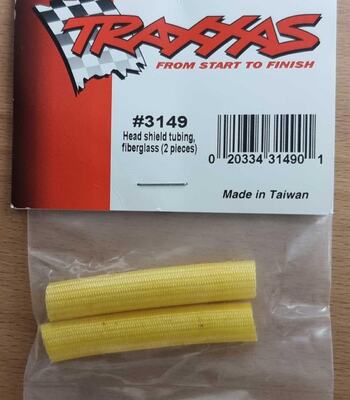 TRAXXAS
FROM START TO FINISH
#3149
Head shield tubing,
fiberglass (2 pieces)
0 20334 31490 1
Made in Taiwan